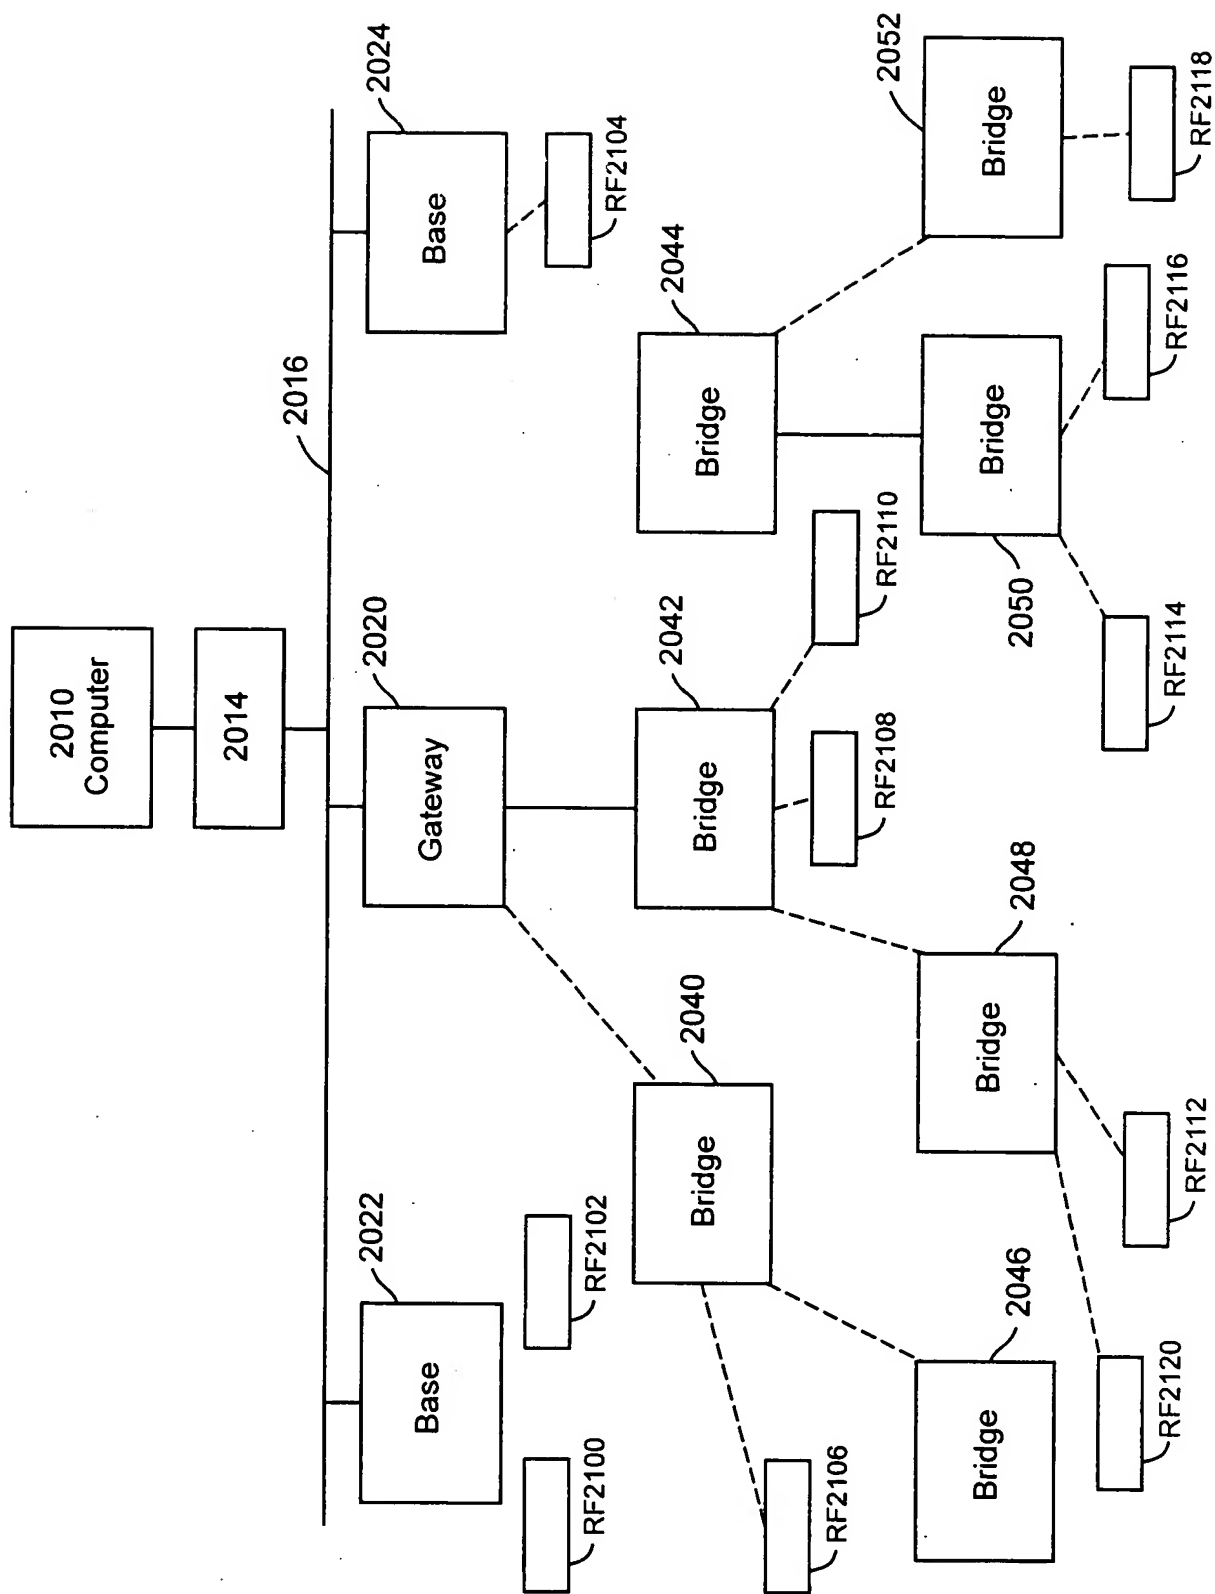 2010
Computer
2014
2016
2022
Base
2020
Gateway
2024
Base
RF2100
RF2102
RF2104
2040
Bridge
2042
Bridge
2044
Bridge
RF2106
RF2108
RF2110
2046
Bridge
2048
Bridge
2050
Bridge
2052
Bridge
RF2120
RF2112
RF2114
RF2116
RF2118